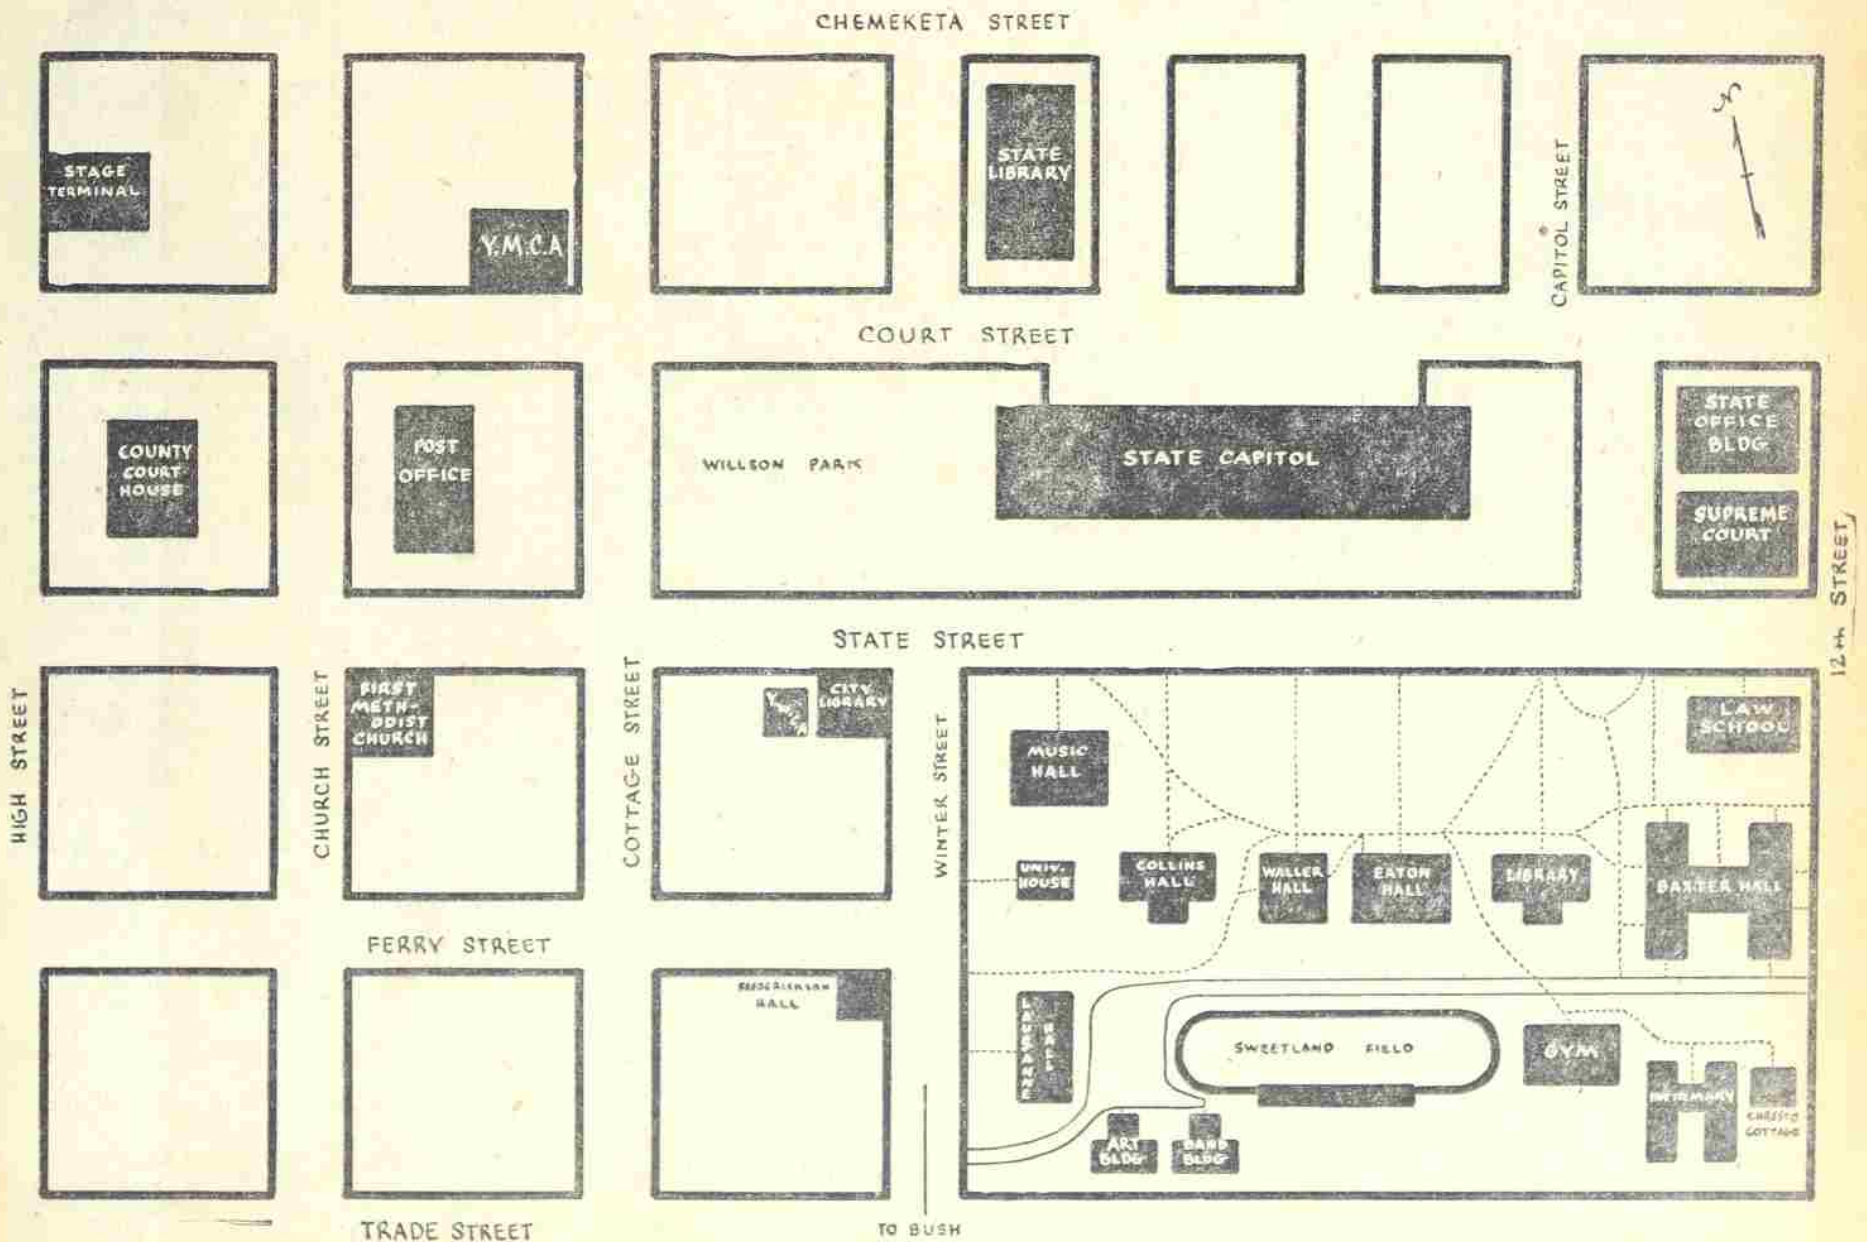 CHEMEKETA STREET
STAGE
TERMINAL
Y.M.C.A
STATE
LIBRARY
CAPITOL STREET
N
COURT STREET
COUNTY
COURT
HOUSE
POST
OFFICE
WILLSON PARK
STATE CAPITOL
STATE
OFFICE
BLDG.
SUPREME
COURT
12TH STREET
STATE STREET
HIGH STREET
CHURCH STREET
FIRST
METH-
ODIST
CHURCH
COTTAGE STREET
Y.W.C.A
CITY
LIBRARY
WINTER STREET
MUSIC
HALL
LAW
SCHOOL
UNIV.
HOUSE
COLLINS
HALL
WALLER
HALL
EATON
HALL
LIBRARY
BAXTER HALL
FERRY STREET
HALL
LAUSANNE
HALL
SWEETLAND FIELD
GYM
INFIRMARY
CHRESTO
COTTAGE
ART
BLDG
BAND
BLDG
TRADE STREET
TO BUSH